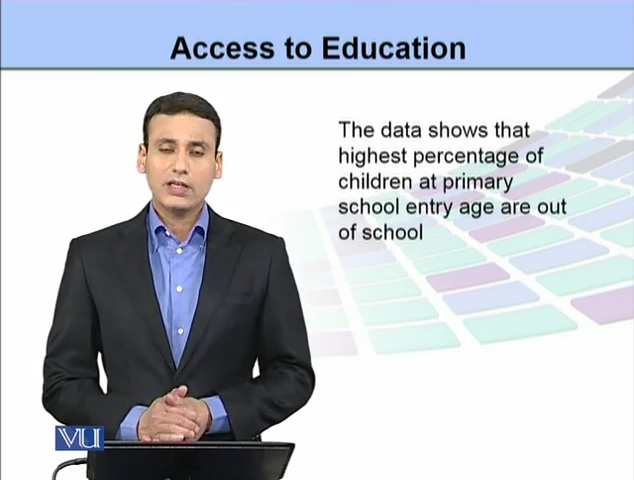 Access to Education
The data shows that
highest percentage of
children at primary
school entry age are out
of school
VU